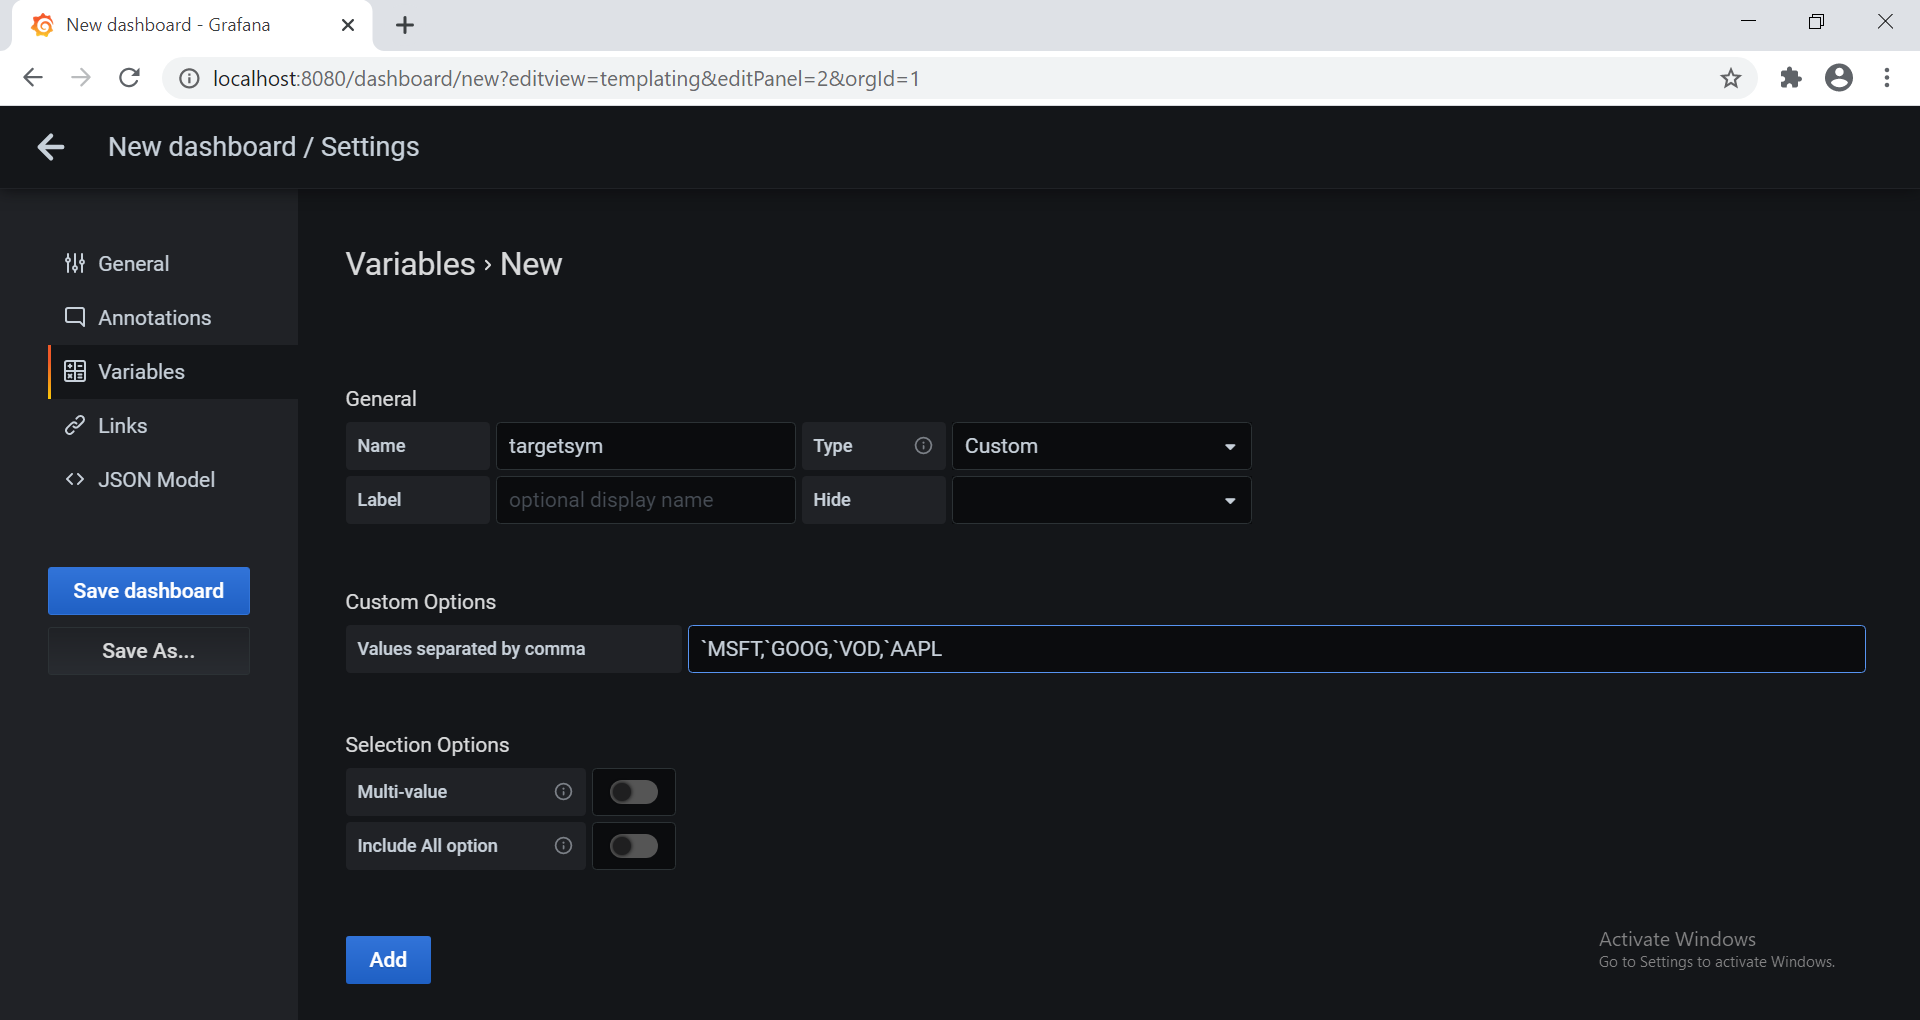 New dashboard - Grafana
localhost:8080/dashboard/new?editview=templating&editPanel=2&orgId=1
New dashboard / Settings
General
Annotations
Variables
Links
JSON Model
Save dashboard
Save As...
Variables › New
General
Name targetsym Type Custom
Label optional display name Hide
Custom Options
Values separated by comma `MSFT,`GOOG,`VOD,`AAPL
Selection Options
Multi-value
Include All option
Add
Activate Windows
Go to Settings to activate Windows.